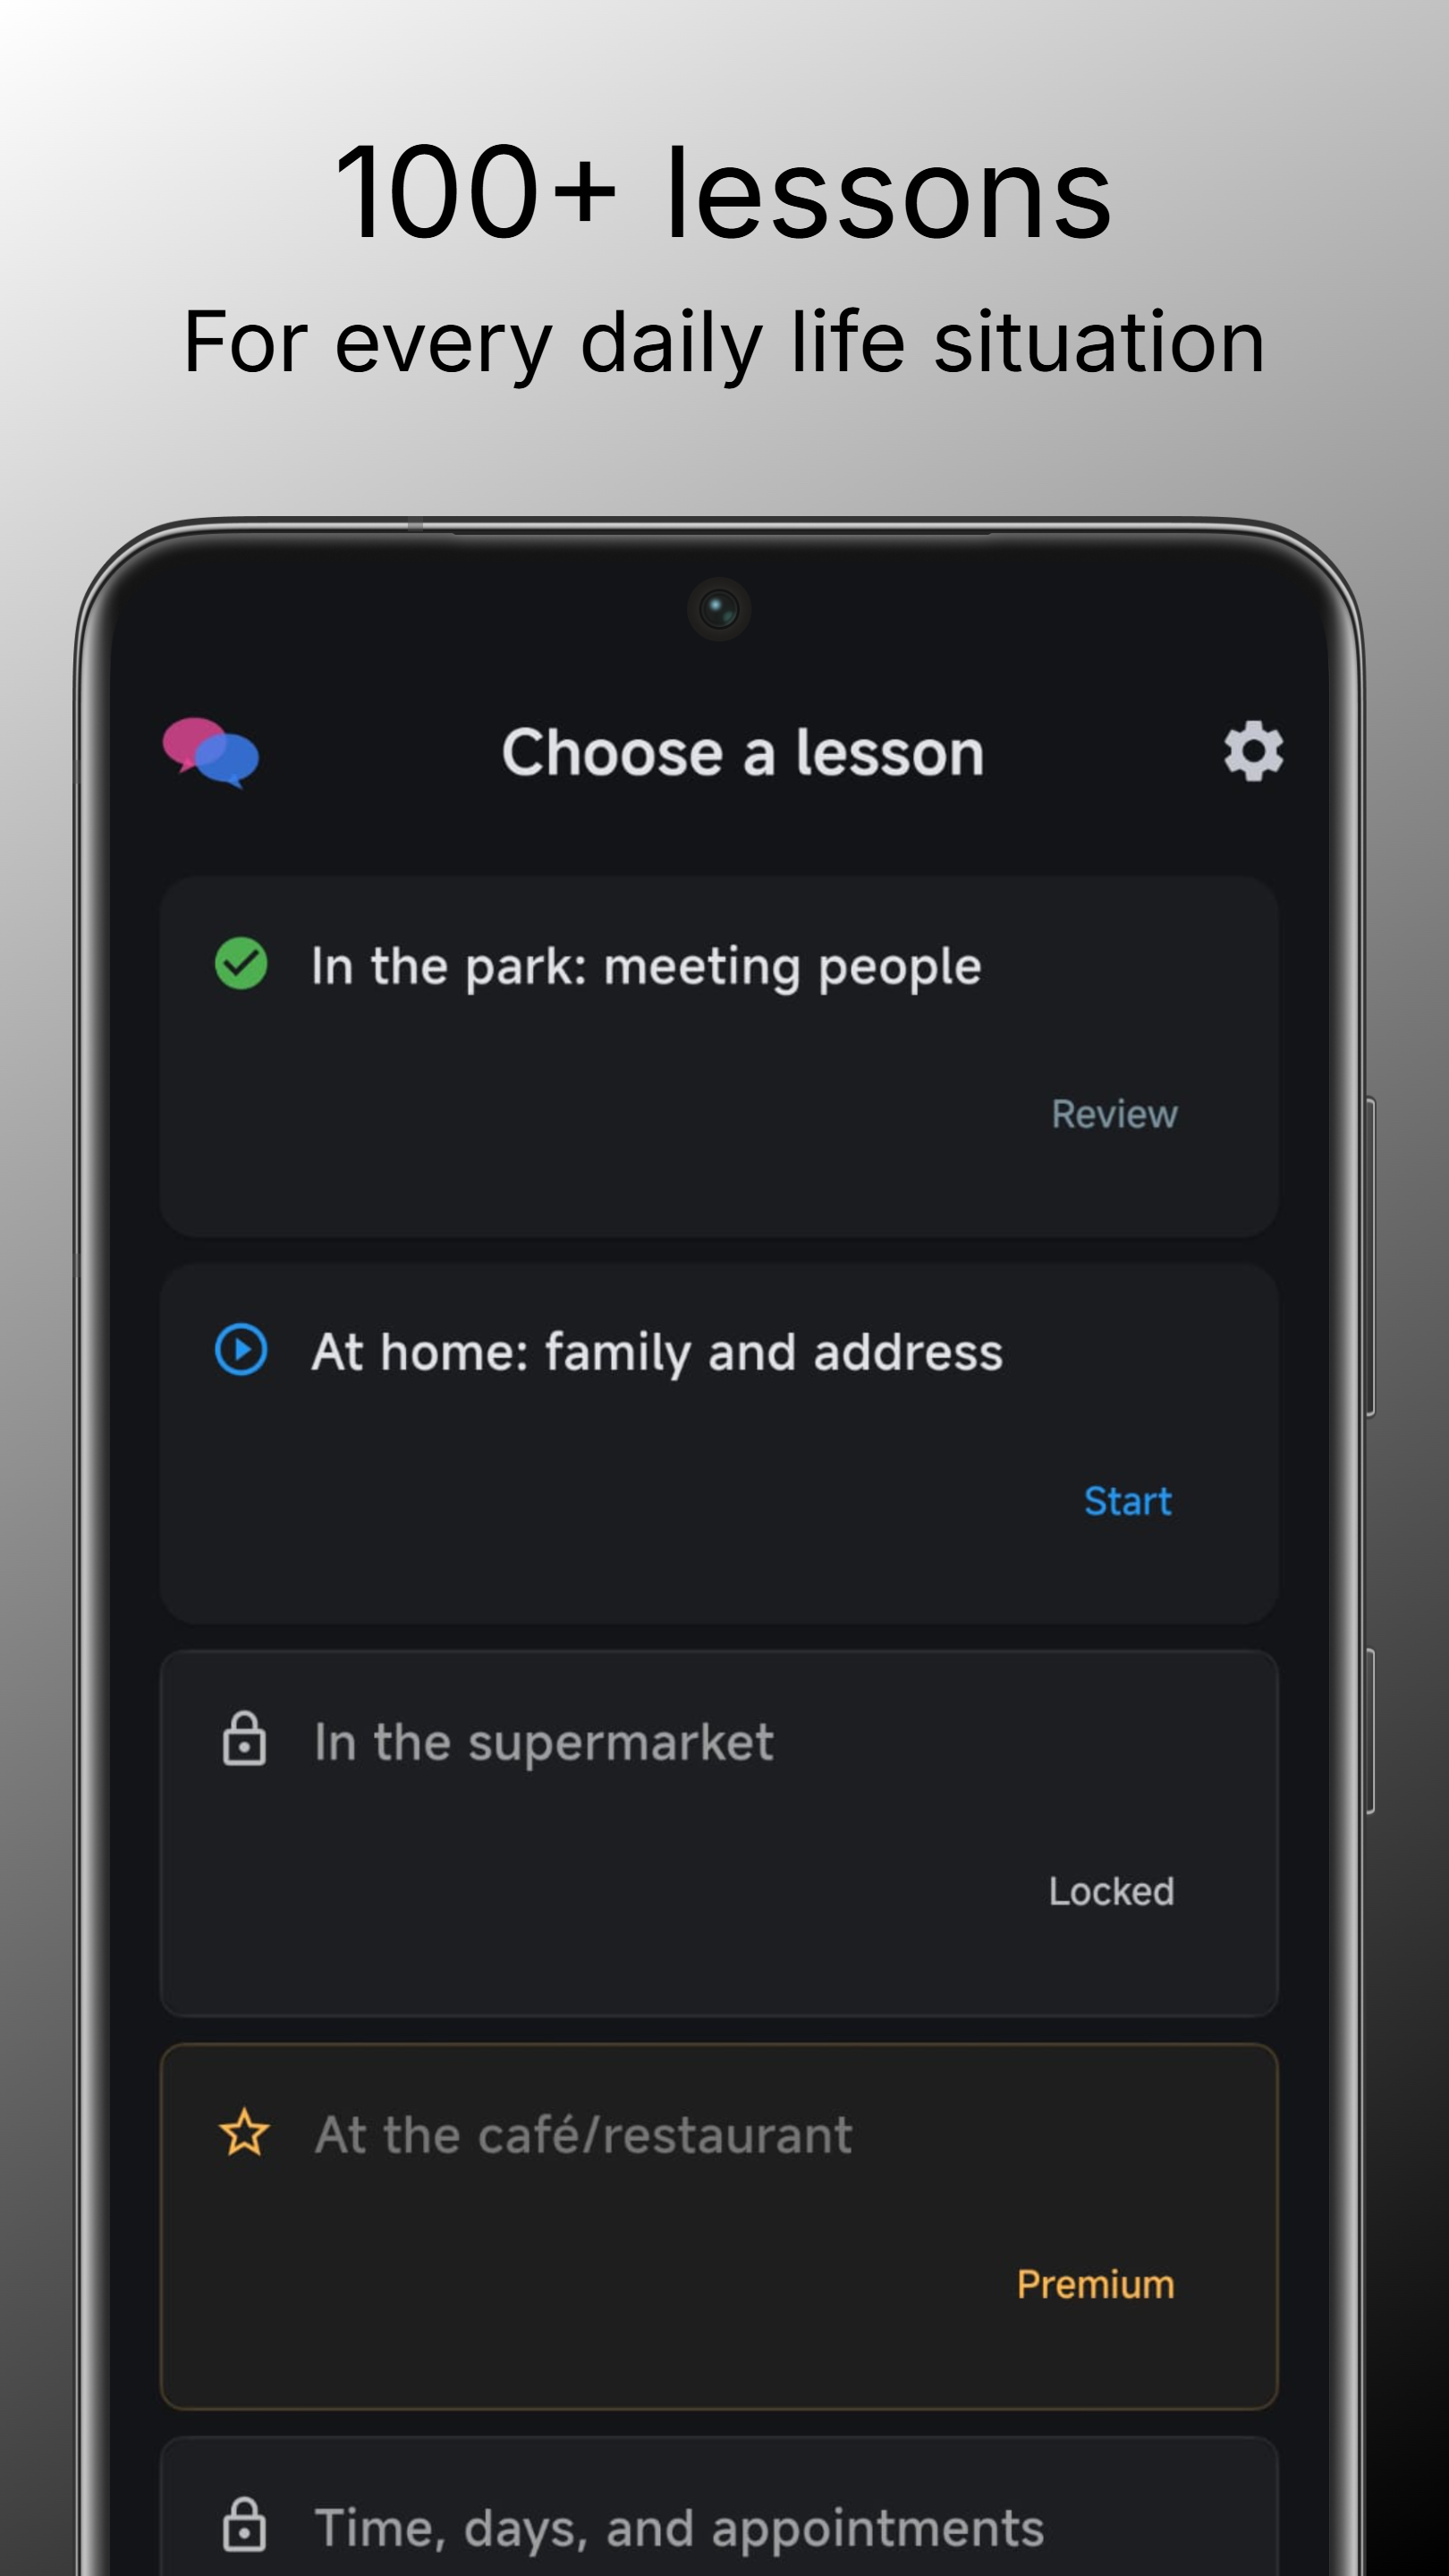 100+ lessons
For every daily life situation
Choose a lesson
In the park: meeting people
Review
At home: family and address
Start
In the supermarket
Locked
At the café/restaurant
Premium
Time, days, and appointments